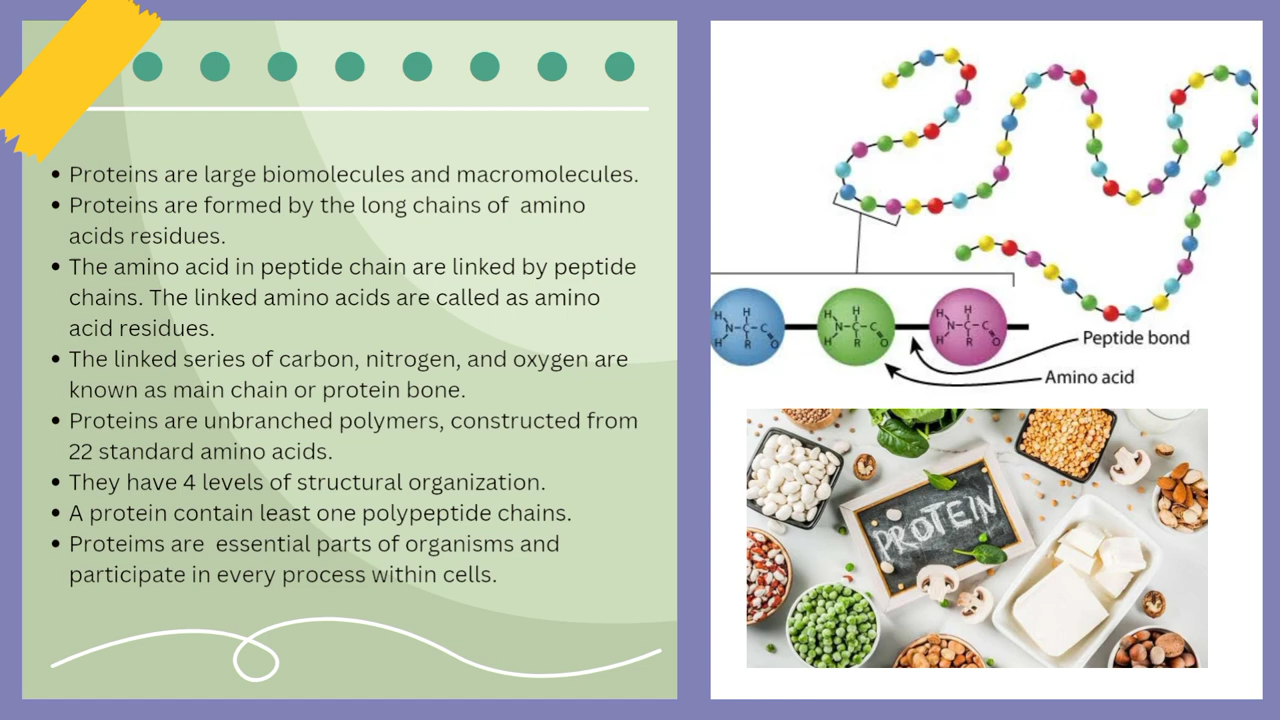 • Proteins are large biomolecules and macromolecules.
• Proteins are formed by the long chains of  amino
acids residues.
• The amino acid in peptide chain are linked by peptide
chains. The linked amino acids are called as amino
acid residues.
• The linked series of carbon, nitrogen, and oxygen are
known as main chain or protein bone.
• Proteins are unbranched polymers, constructed from
22 standard amino acids.
• They have 4 levels of structural organization.
• A protein contain least one polypeptide chains.
• Proteims are  essential parts of organisms and
participate in every process within cells.
H H H
N C C
H R O
H H H
N C C
H R O
H H H
N C C
H R O
Peptide bond
Amino acid
PROTEIN